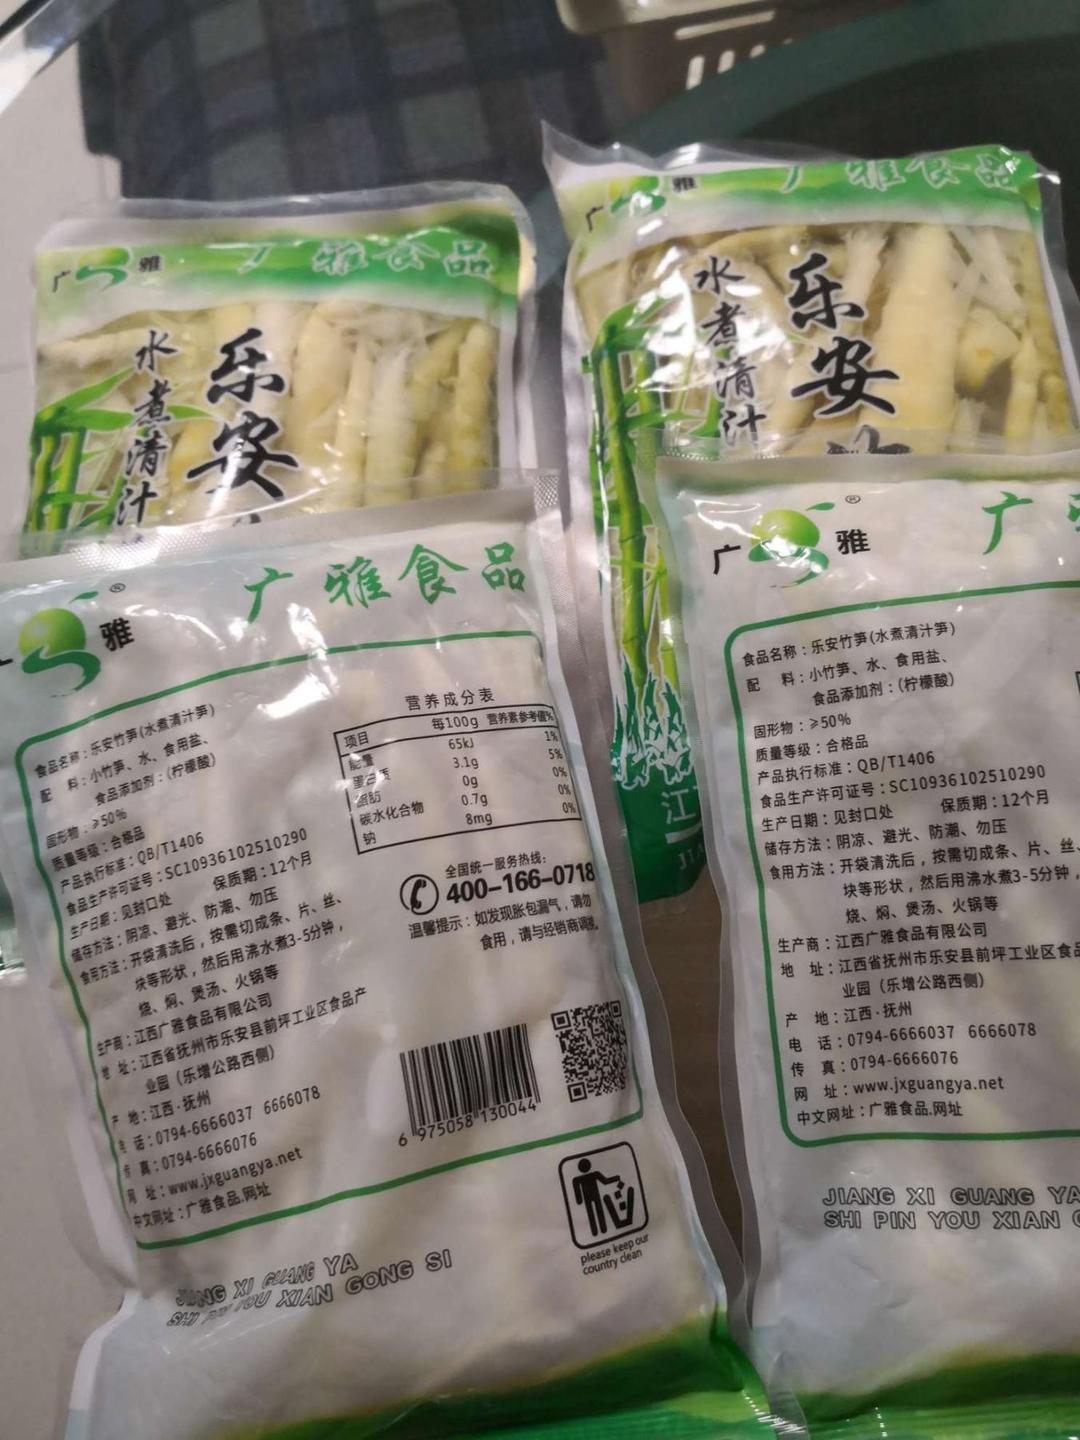 广雅
广雅食品
水煮清汁
乐安
广雅
广雅食品
水煮清汁
乐安
雅
®
广雅食品
食品名称：乐安竹笋(水煮清汁笋)
配 料：小竹笋、水、食用盐、
食品添加剂：(柠檬酸)
固形物：≥50%
质量等级：合格品
产品执行标准：QB/T1406
食品生产许可证号：SC10936102510290
生产日期：见封口处 保质期：12个月
储存方法：阴凉、避光、防潮、勿压
食用方法：开袋清洗后，按需切成条、片、丝、
块等形状，然后用沸水煮3-5分钟，
烧、焖、煲汤、火锅等
生产商：江西广雅食品有限公司
地 址：江西省抚州市乐安县前坪工业区食品产
业园（乐增公路西侧）
产 地：江西·抚州
电 话：0794-6666037 6666078
传 真：0794-6666076
网 址：www.jxguangya.net
中文网址：广雅食品.网址
营养成分表
项目 每100g 营养素参考值%
能量 65kJ 1%
蛋白质 3.1g 5%
脂肪 0g 0%
碳水化合物 0.7g 0%
钠 8mg 0%
全国统一服务热线：
400-166-0718
温馨提示：如发现胀包漏气，请勿
食用，请与经销商调换。
6 975058 130044
please keep our
country clean
JIANG XI GUANG YA
SHI PIN YOU XIAN GONG SI
广雅
®
广
食品名称：乐安竹笋(水煮清汁笋)
配 料：小竹笋、水、食用盐、
食品添加剂：(柠檬酸)
固形物：≥50%
质量等级：合格品
产品执行标准：QB/T1406
食品生产许可证号：SC10936102510290
生产日期：见封口处 保质期：12个月
储存方法：阴凉、避光、防潮、勿压
食用方法：开袋清洗后，按需切成条、片、丝、
块等形状，然后用沸水煮3-5分钟，
烧、焖、煲汤、火锅等
生产商：江西广雅食品有限公司
地 址：江西省抚州市乐安县前坪工业区食品
业园（乐增公路西侧）
产 地：江西·抚州
电 话：0794-6666037 6666078
传 真：0794-6666076
网 址：www.jxguangya.net
中文网址：广雅食品.网址
JIANG XI GUANG YA
SHI PIN YOU XIAN
江
JIA